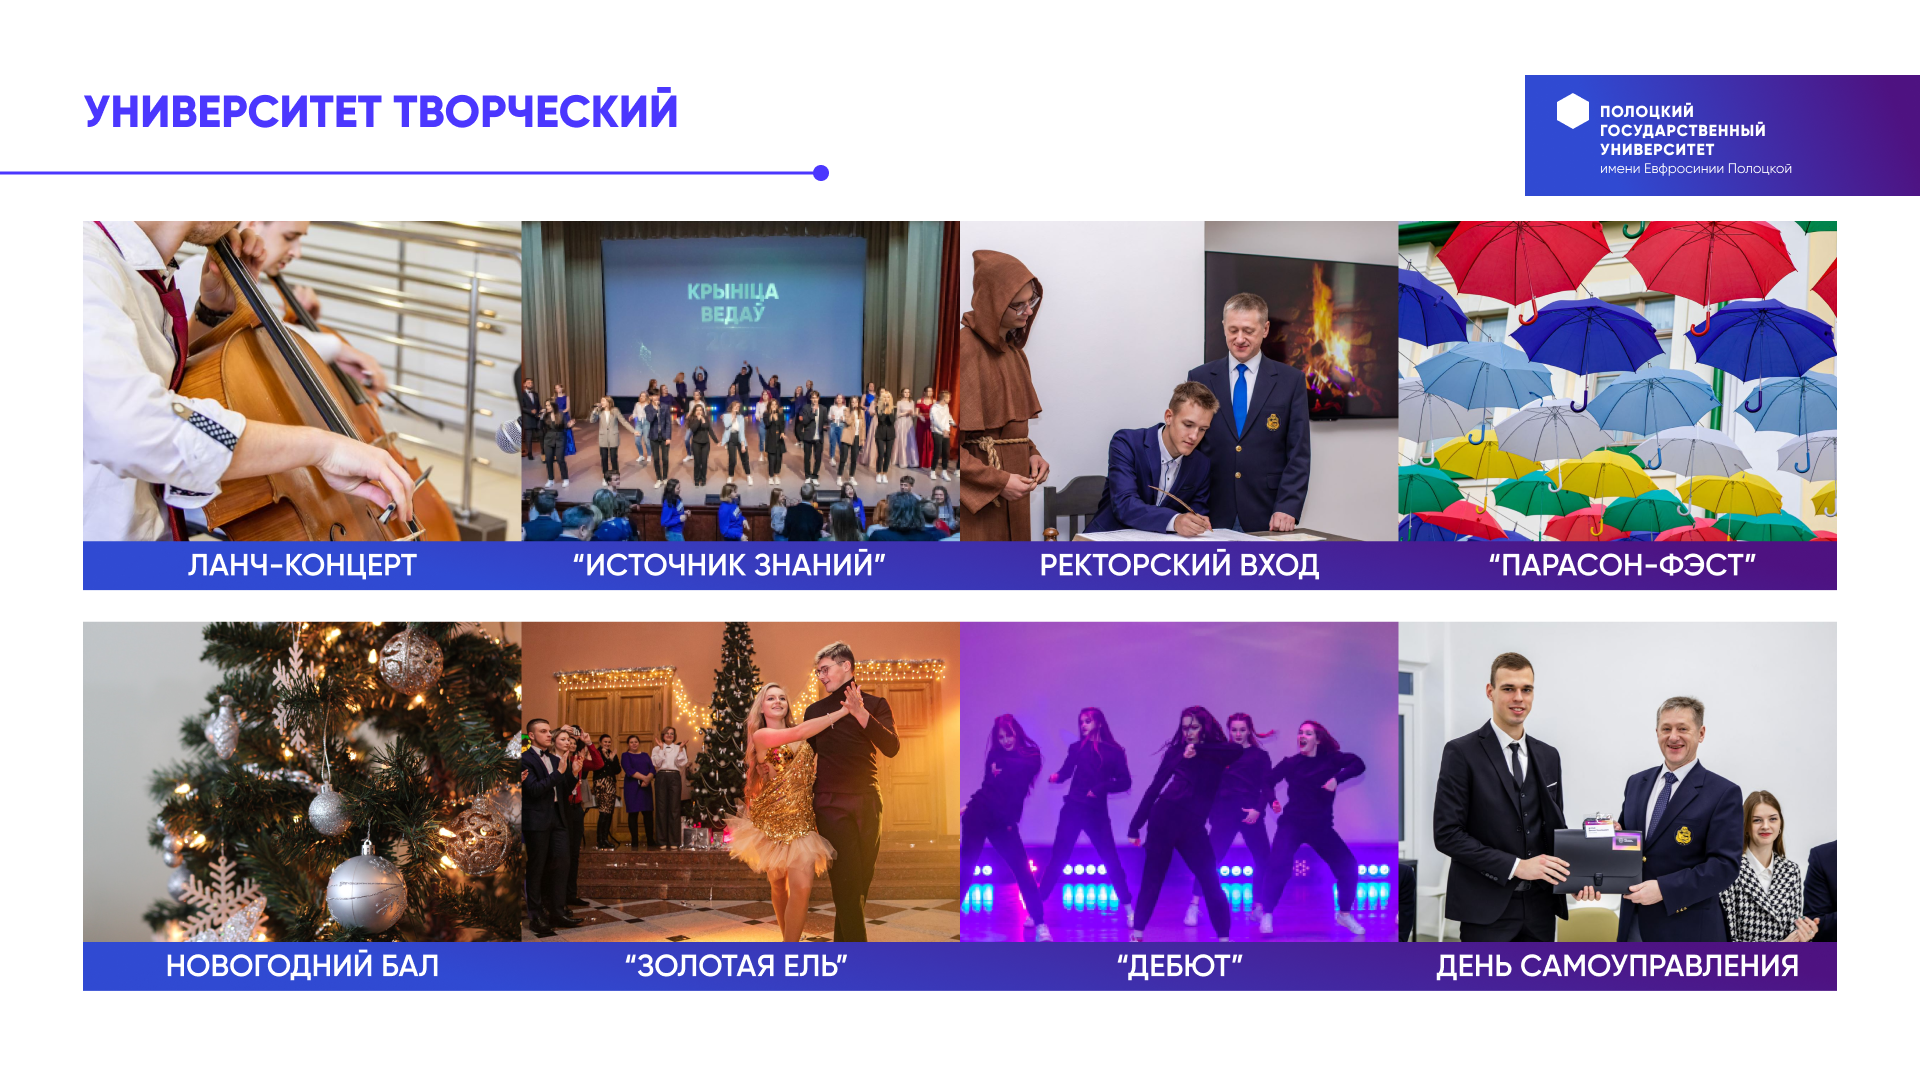 УНИВЕРСИТЕТ ТВОРЧЕСКИЙ
ПОЛОЦКИЙ
ГОСУДАРСТВЕННЫЙ
УНИВЕРСИТЕТ
имени Евфросинии Полоцкой
КРЫНІЦА
ВЕДАЎ
ЛАНЧ-КОНЦЕРТ
“ИСТОЧНИК ЗНАНИЙ”
РЕКТОРСКИЙ ВХОД
“ПАРАСОН-ФЭСТ”
НОВОГОДНИЙ БАЛ
“ЗОЛОТАЯ ЕЛЬ”
“ДЕБЮТ”
ДЕНЬ САМОУПРАВЛЕНИЯ